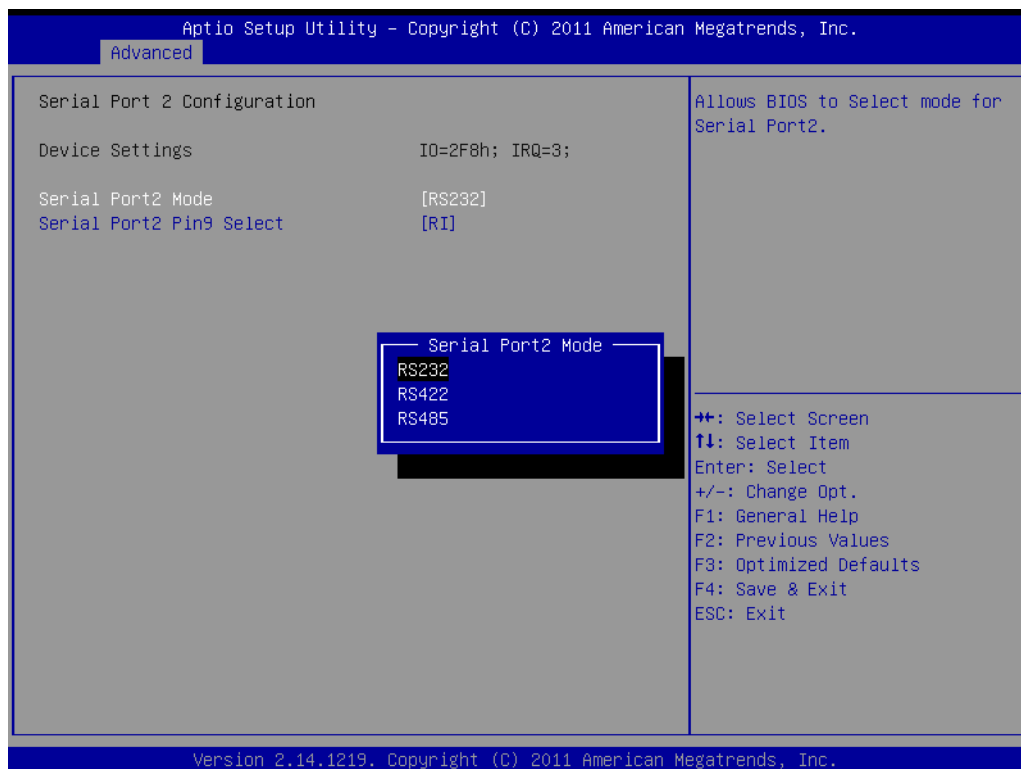 Aptio Setup Utility – Copyright (C) 2011 American Megatrends, Inc.
Advanced
Serial Port 2 Configuration
Device Settings IO=2F8h; IRQ=3;
Serial Port2 Mode [RS232]
Serial Port2 Pin9 Select [RI]
Serial Port2 Mode
RS232
RS422
RS485
Allows BIOS to Select mode for
Serial Port2.
→←: Select Screen
↑↓: Select Item
Enter: Select
+/-: Change Opt.
F1: General Help
F2: Previous Values
F3: Optimized Defaults
F4: Save & Exit
ESC: Exit
Version 2.14.1219. Copyright (C) 2011 American Megatrends, Inc.